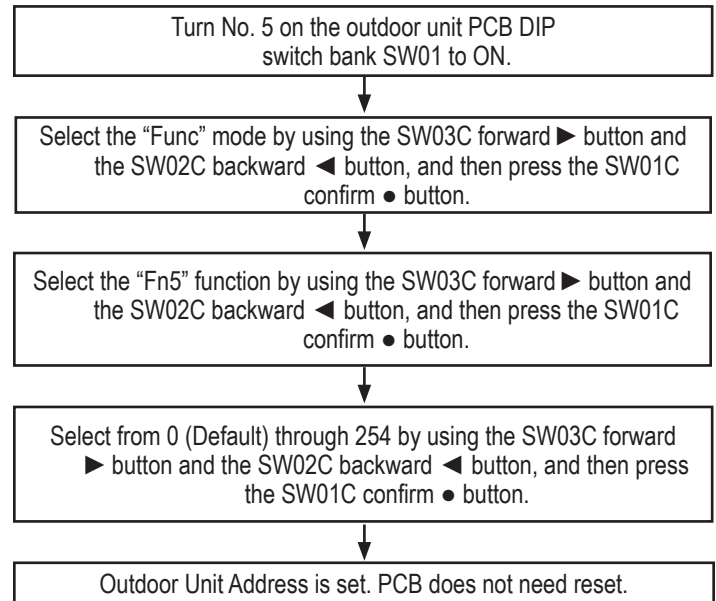 Turn No. 5 on the outdoor unit PCB DIP
switch bank SW01 to ON.
Select the “Func” mode by using the SW03C forward ► button and
the SW02C backward ◄ button, and then press the SW01C
confirm ● button.
Select the “Fn5” function by using the SW03C forward ► button and
the SW02C backward ◄ button, and then press the SW01C
confirm ● button.
Select from 0 (Default) through 254 by using the SW03C forward
► button and the SW02C backward ◄ button, and then press
the SW01C confirm ● button.
Outdoor Unit Address is set. PCB does not need reset.